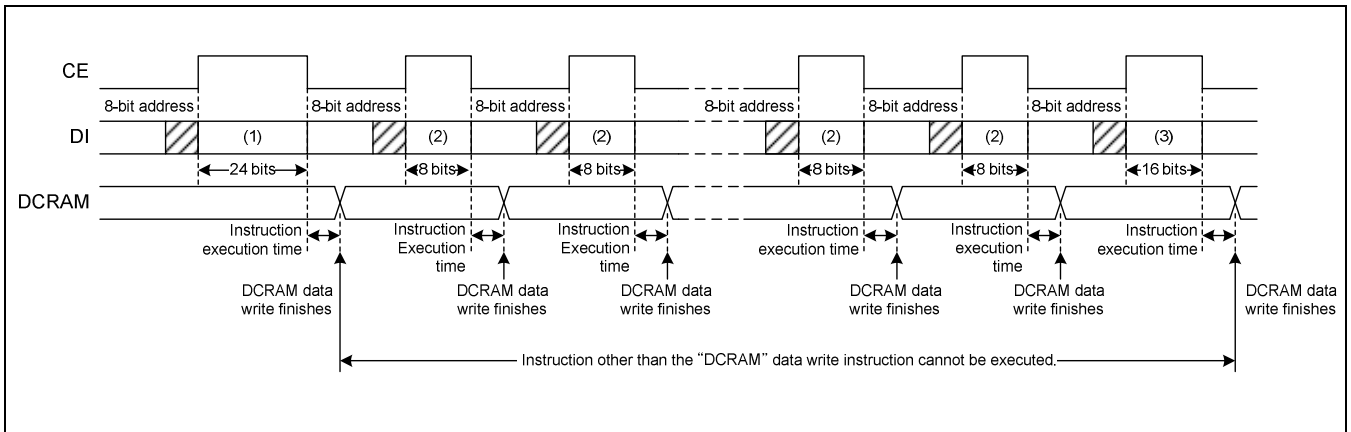 CE
8-bit address 8-bit address 8-bit address 8-bit address 8-bit address 8-bit address
DI (1) (2) (2) (2) (2) (3)
24 bits 8 bits 8 bits 8 bits 8 bits 16 bits
DCRAM
Instruction
execution time
Instruction
Execution
time
Instruction
Execution
time
Instruction
execution time
Instruction
execution
time
Instruction
execution time
DCRAM data
write finishes
DCRAM data
write finishes
DCRAM data
write finishes
DCRAM data
write finishes
DCRAM data
write finishes
DCRAM data
write finishes
Instruction other than the “DCRAM” data write instruction cannot be executed.